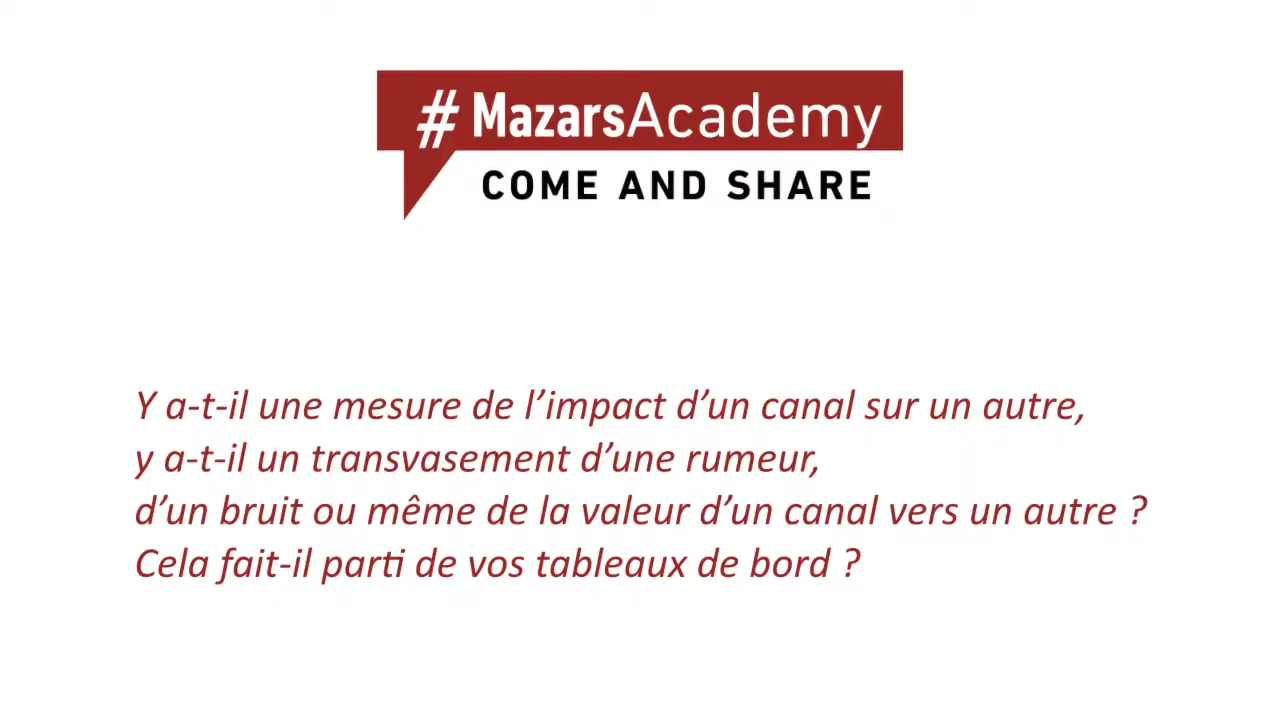 #MazarsAcademy
COME AND SHARE
Y a-t-il une mesure de l’impact d’un canal sur un autre,
y a-t-il un transvasement d’une rumeur,
d’un bruit ou même de la valeur d’un canal vers un autre ?
Cela fait-il parti de vos tableaux de bord ?